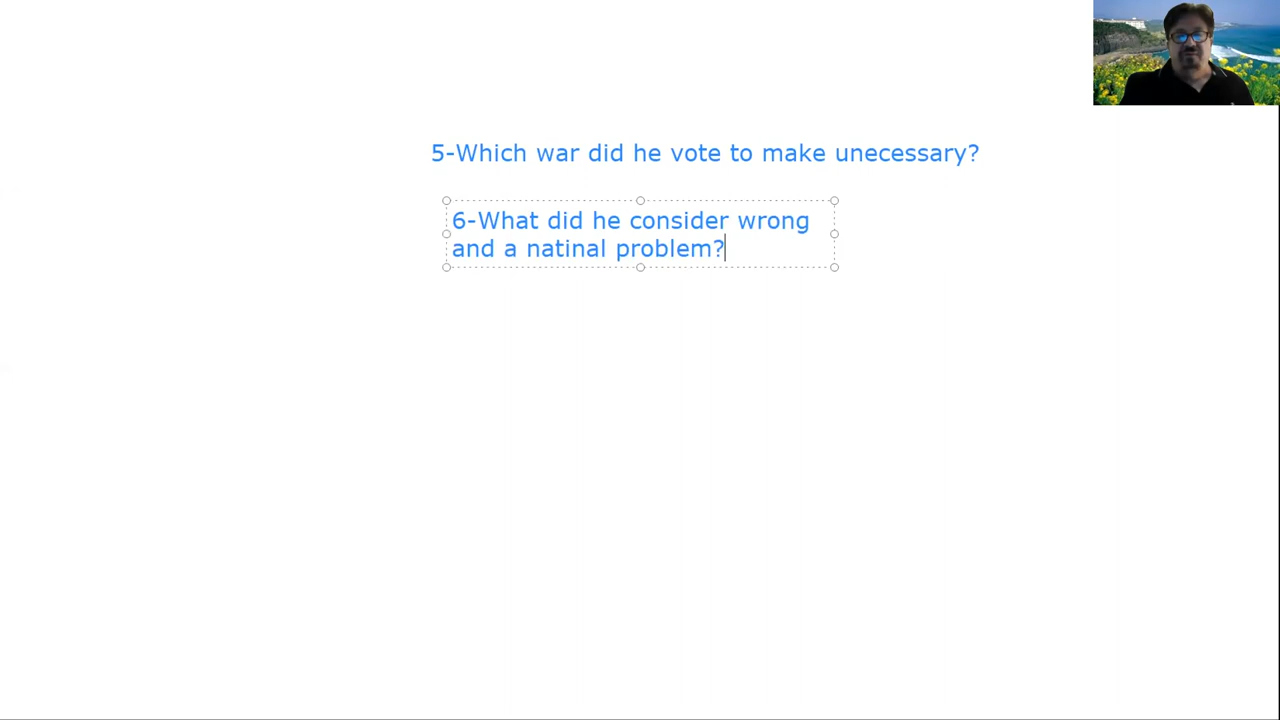 5-Which war did he vote to make unecessary?
6-What did he consider wrong
and a natinal problem?